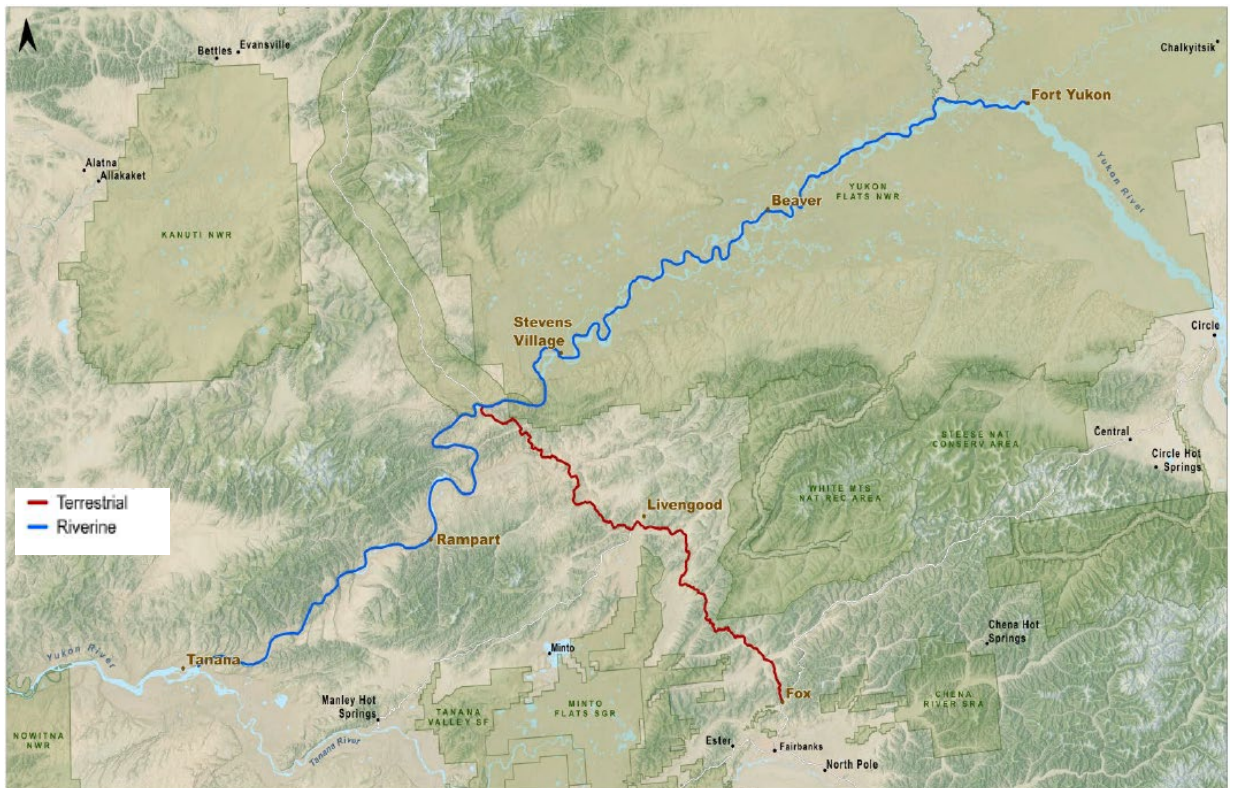 Bettles
Evansville
Chalkyitsik
Fort Yukon
Yukon River
Alatna
Allakaket
Beaver
YUKON
FLATS NWR
KANUTI NWR
Stevens
Village
Circle
Central
STEESE NAT
CONSERV AREA
Circle Hot
Springs
WHITE MTS
NAT REC AREA
Terrestrial
Riverine
Livengood
Rampart
Chena Hot
Springs
Yukon River
Tanana
Minto
Fox
Manley Hot
Springs
TANANA
VALLEY SF
MINTO
FLATS SGR
CHENA
RIVER SRA
NOWITNA
NWR
Tanana River
Ester
Fairbanks
North Pole